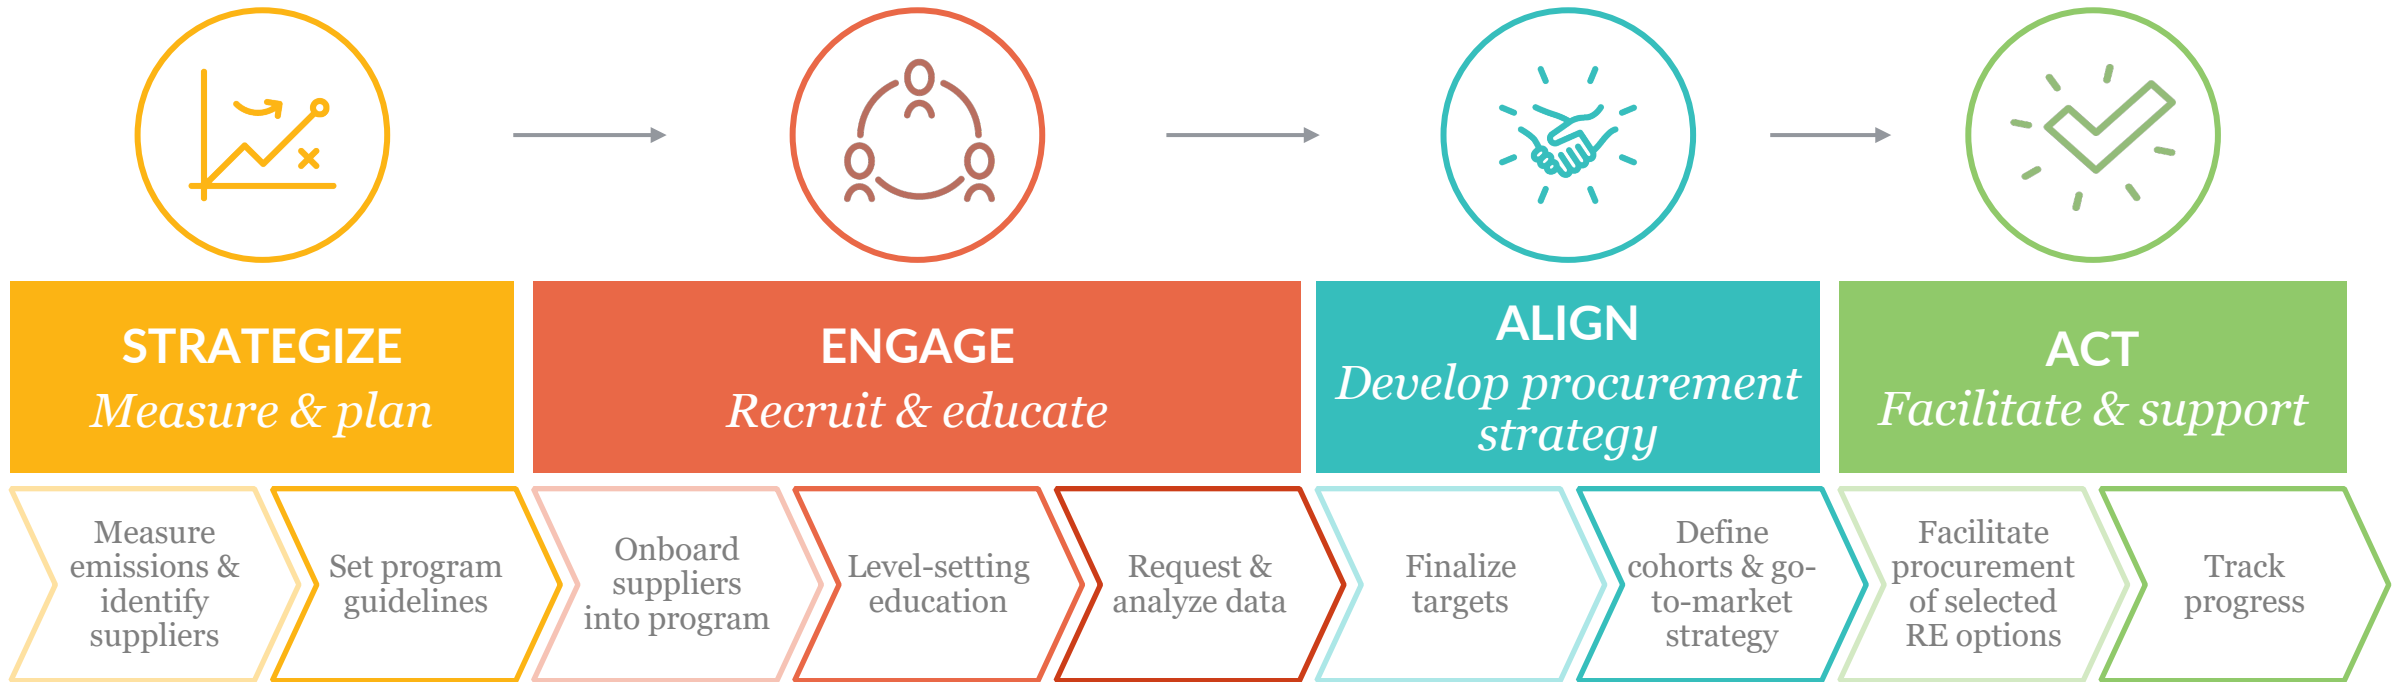 STRATEGIZE
Measure & plan
ENGAGE
Recruit & educate
ALIGN
Develop procurement
strategy
ACT
Facilitate & support
Measure
emissions &
identify
suppliers
Set program
guidelines
Onboard
suppliers
into program
Level-setting
education
Request &
analyze data
Finalize
targets
Define
cohorts & go-
to-market
strategy
Facilitate
procurement
of selected
RE options
Track
progress